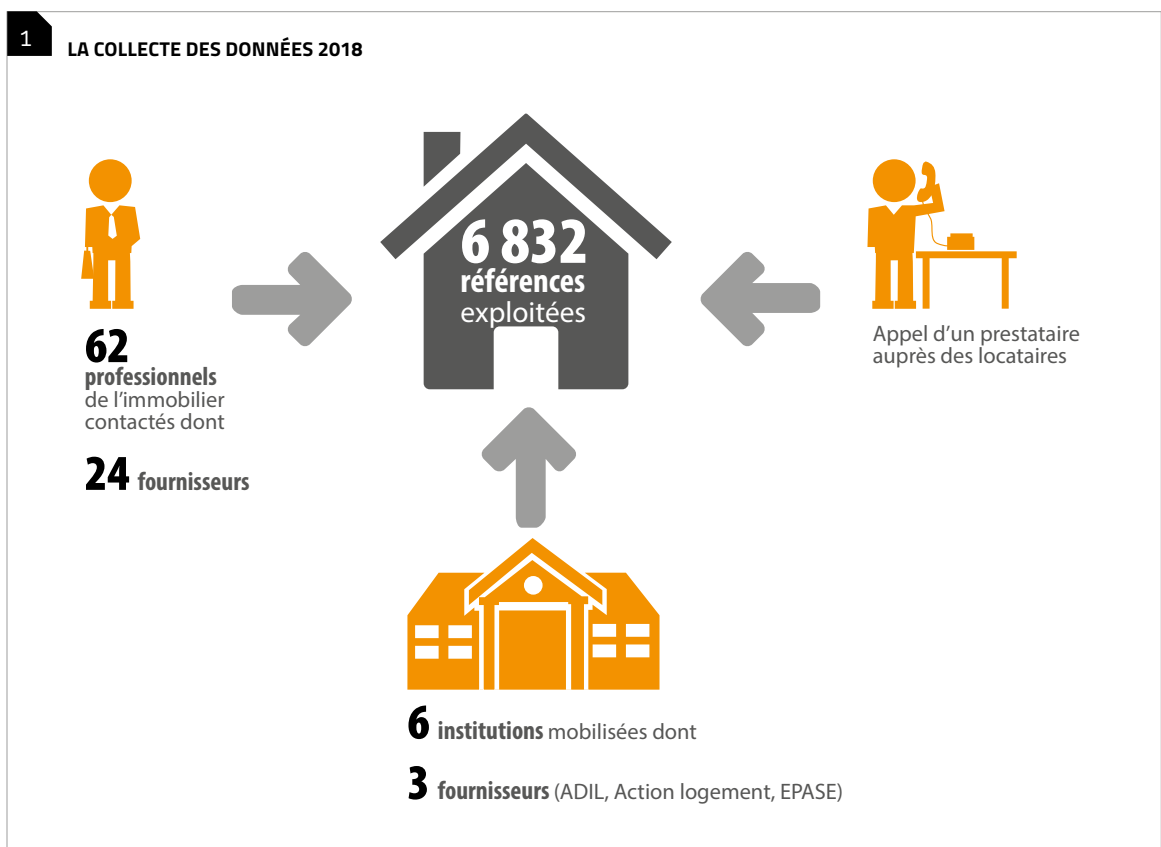 1
LA COLLECTE DES DONNÉES 2018
6 832
références
exploitées
62
professionnels
de l’immobilier
contactés dont
24 fournisseurs
Appel d’un prestataire
auprès des locataires
6 institutions mobilisées dont
3 fournisseurs (ADIL, Action logement, EPASE)